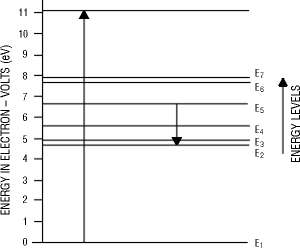 ENERGY IN ELECTRON – VOLTS (eV)
11
10
9
8
7
6
5
4
3
2
1
0
E7
E6
E5
E4
E3
E2
E1
ENERGY LEVELS